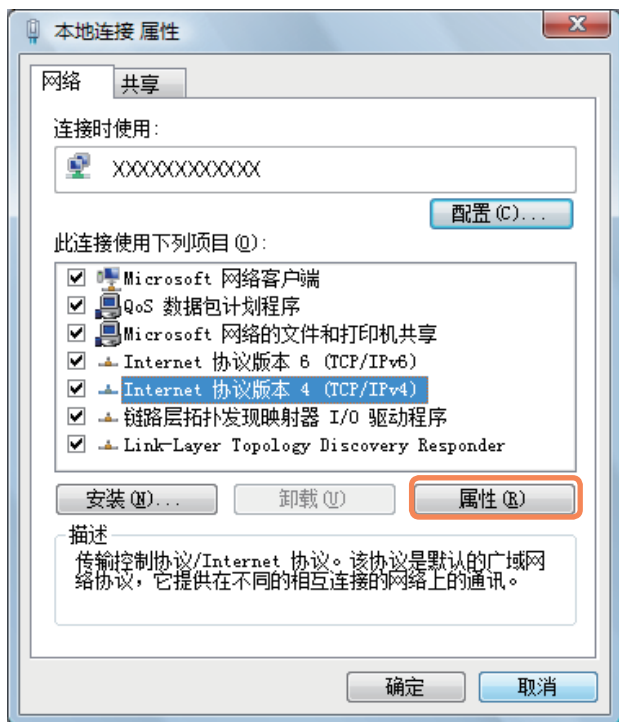 本地连接 属性
网络 共享
连接时使用:
XXXXXXXXXXXX
配置(C)...
此连接使用下列项目(O):
Microsoft 网络客户端
QoS 数据包计划程序
Microsoft 网络的文件和打印机共享
Internet 协议版本 6 (TCP/IPv6)
Internet 协议版本 4 (TCP/IPv4)
链路层拓扑发现映射器 I/O 驱动程序
Link-Layer Topology Discovery Responder
安装(N)... 卸载(U) 属性(R)
描述
传输控制协议/Internet 协议。该协议是默认的广域网
络协议，它提供在不同的相互连接的网络上的通讯。
确定 取消